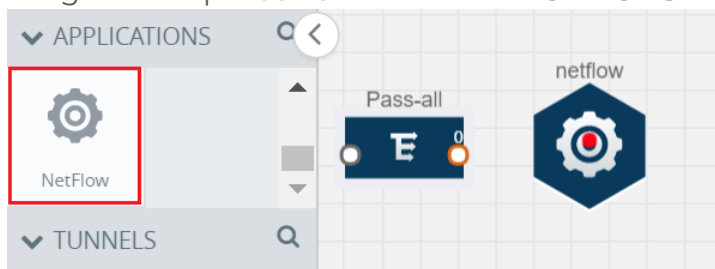 APPLICATIONS
NetFlow
TUNNELS
Pass-all
0
netflow